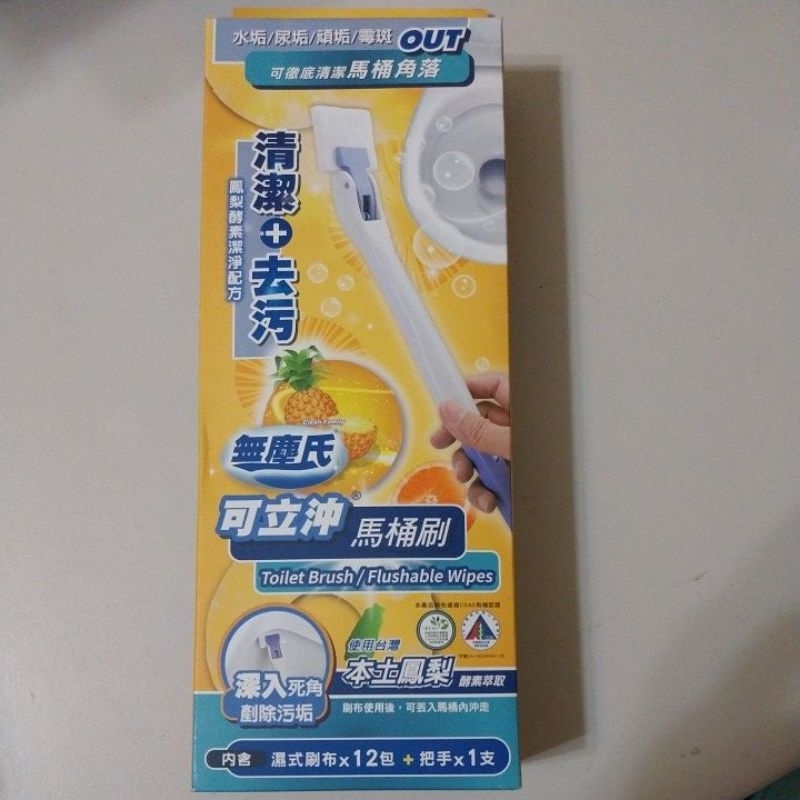 水垢/尿垢/頑垢/霉斑 OUT
可徹底清潔馬桶角落
清潔+去污
鳳梨酵素潔淨配方
Clean Family
無塵氏
可立沖®
馬桶刷
Toilet Brush / Flushable Wipes
使用台灣
本土鳳梨 酵素萃取
刷布使用後，可丟入馬桶內沖走
深入死角
剷除污垢
內含 濕式刷布x12包 + 把手x1支